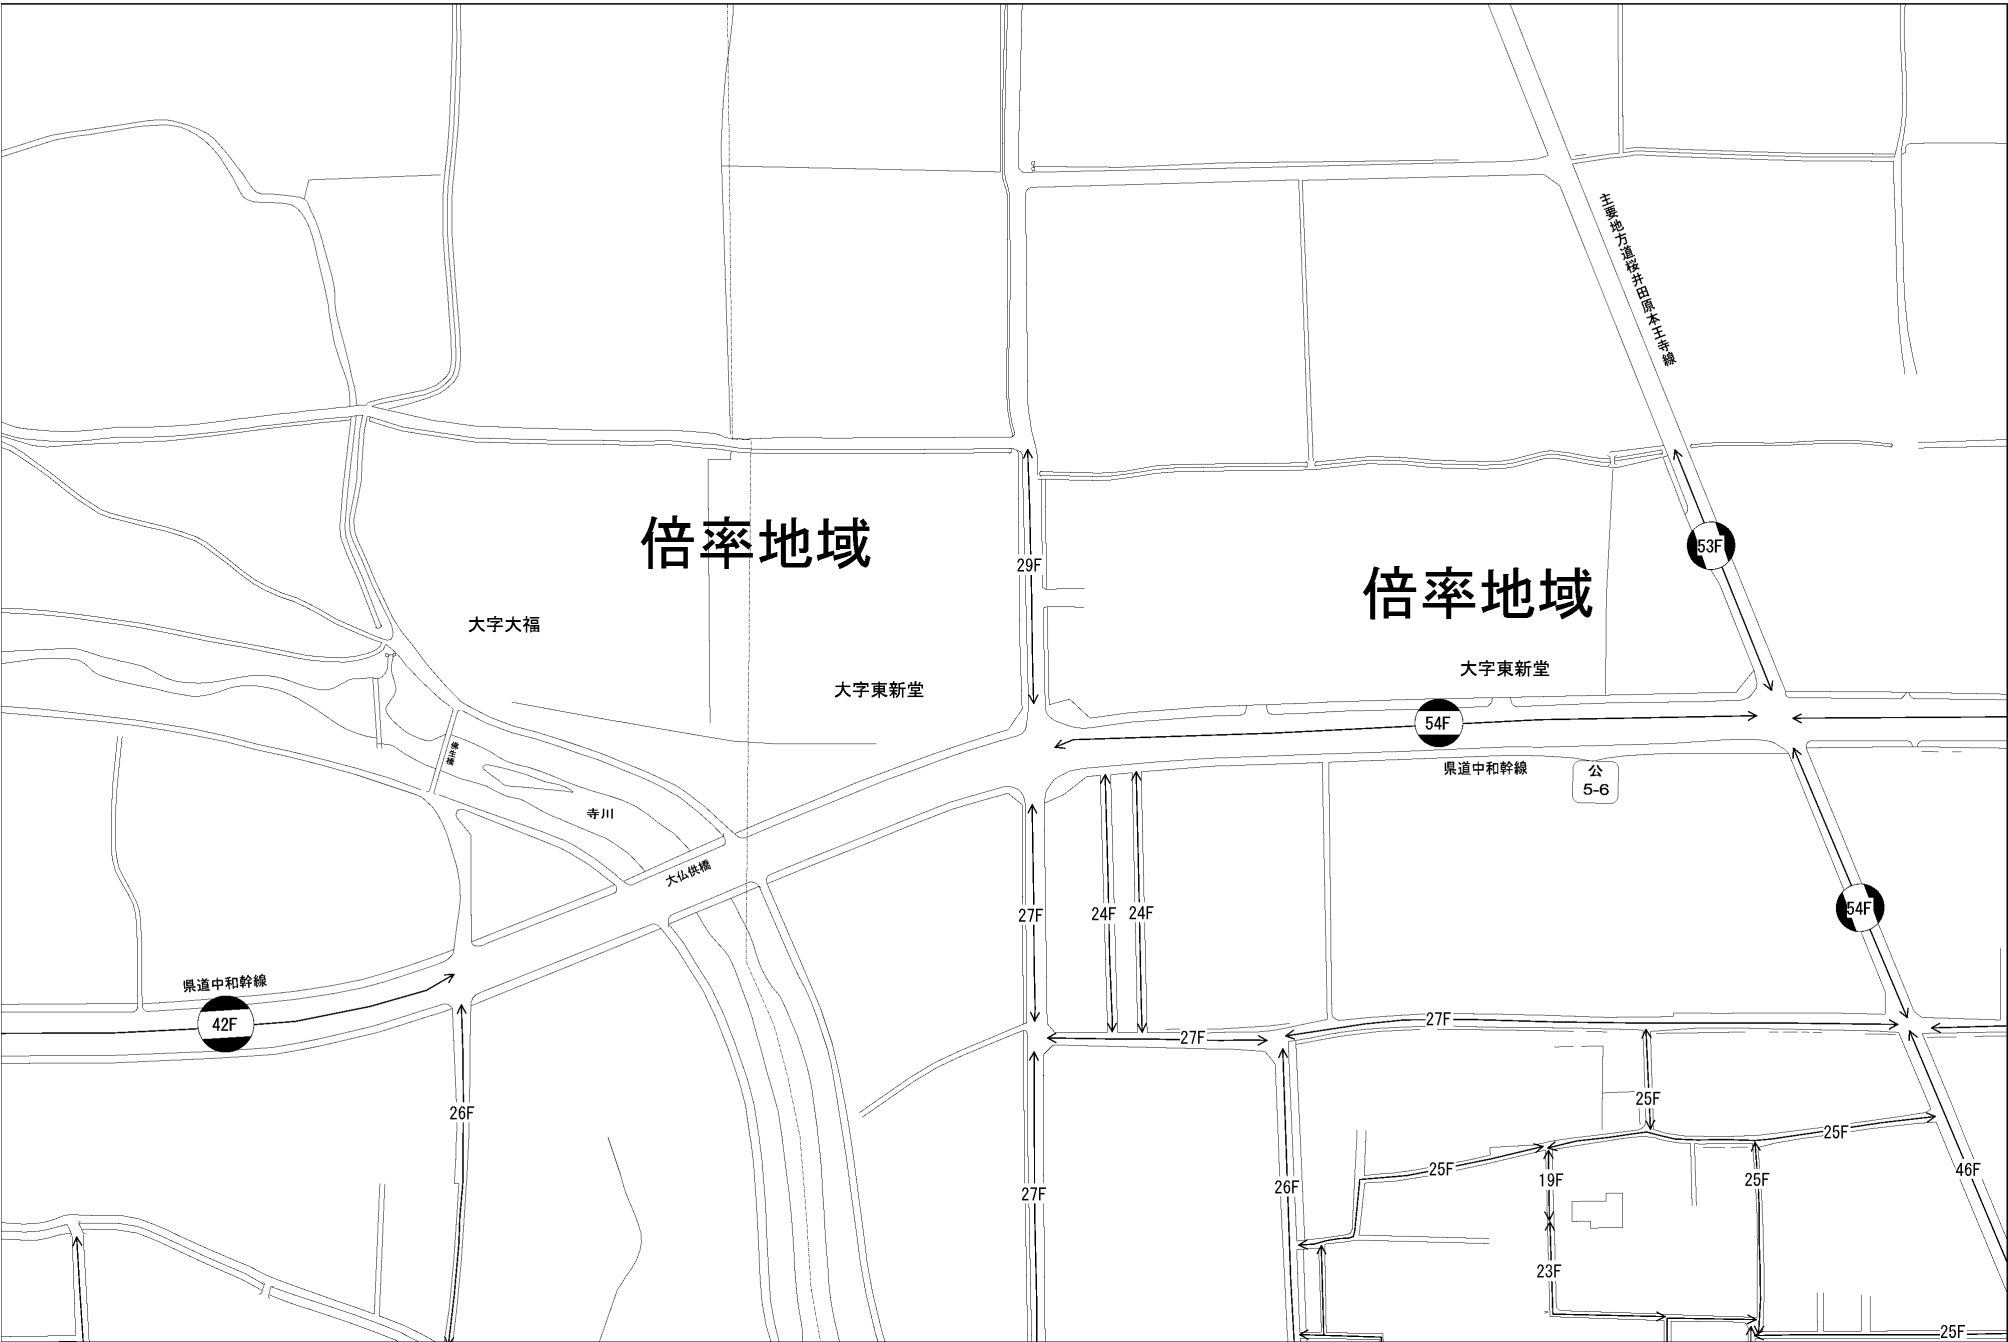 主要地方道桜井田原本王寺線
倍率地域
53F
29F
倍率地域
大字大福
大字東新堂
大字東新堂
54F
佛生橋
県道中和幹線
公
5-6
寺川
大仏供橋
54F
27F
24F
24F
県道中和幹線
42F
27F
27F
26F
25F
25F
25F
46F
19F
25F
26F
27F
23F
25F